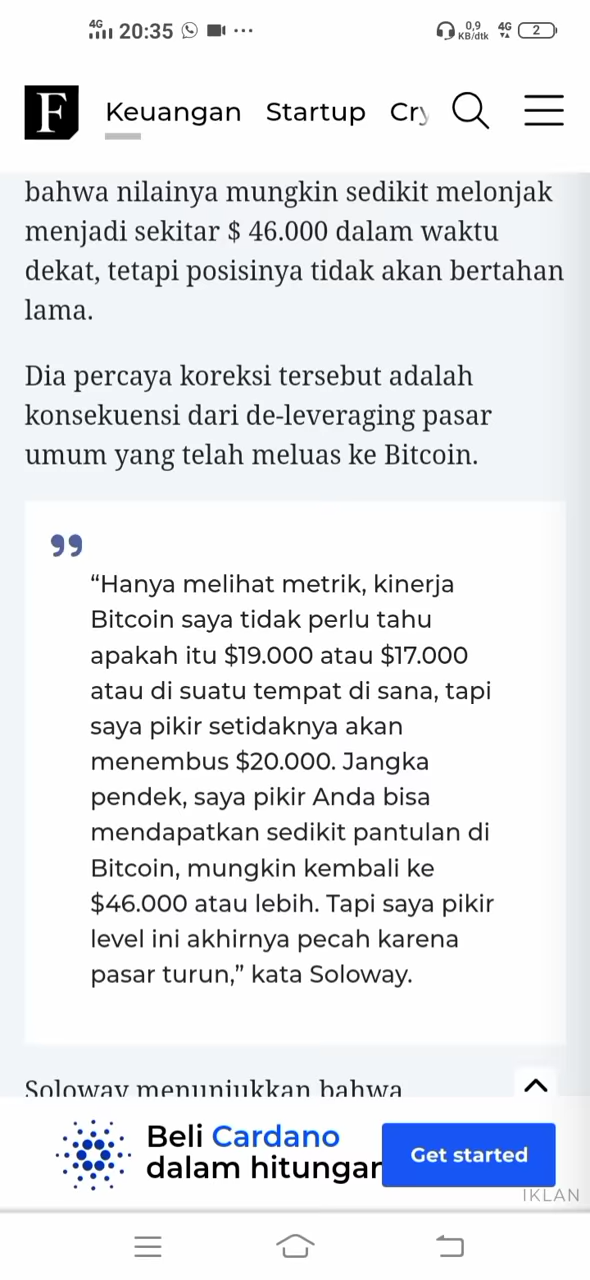 4G 20:35 ...
0,9 KB/dtk 4G 2
F Keuangan Startup Cry
bahwa nilainya mungkin sedikit melonjak
menjadi sekitar $ 46.000 dalam waktu
dekat, tetapi posisinya tidak akan bertahan
lama.
Dia percaya koreksi tersebut adalah
konsekuensi dari de-leveraging pasar
umum yang telah meluas ke Bitcoin.
”
“Hanya melihat metrik, kinerja
Bitcoin saya tidak perlu tahu
apakah itu $19.000 atau $17.000
atau di suatu tempat di sana, tapi
saya pikir setidaknya akan
menembus $20.000. Jangka
pendek, saya pikir Anda bisa
mendapatkan sedikit pantulan di
Bitcoin, mungkin kembali ke
$46.000 atau lebih. Tapi saya pikir
level ini akhirnya pecah karena
pasar turun,” kata Soloway.
Soloway menunjukkan bahwa
Beli Cardano
dalam hitungan
Get started
IKLAN